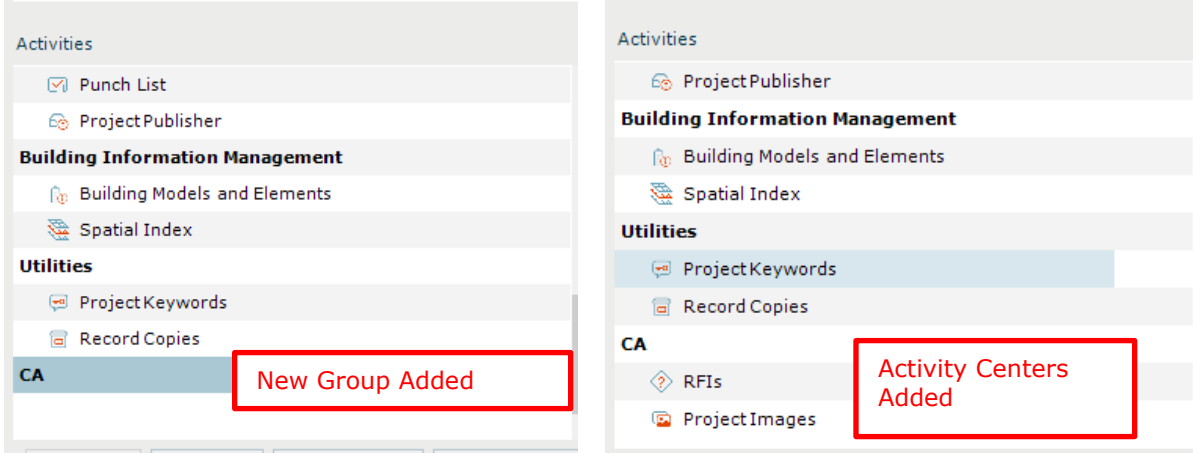 Activities
Punch List
Project Publisher
Building Information Management
Building Models and Elements
Spatial Index
Utilities
Project Keywords
Record Copies
CA
New Group Added
Activities
Project Publisher
Building Information Management
Building Models and Elements
Spatial Index
Utilities
Project Keywords
Record Copies
CA
RFIs
Project Images
Activity Centers
Added